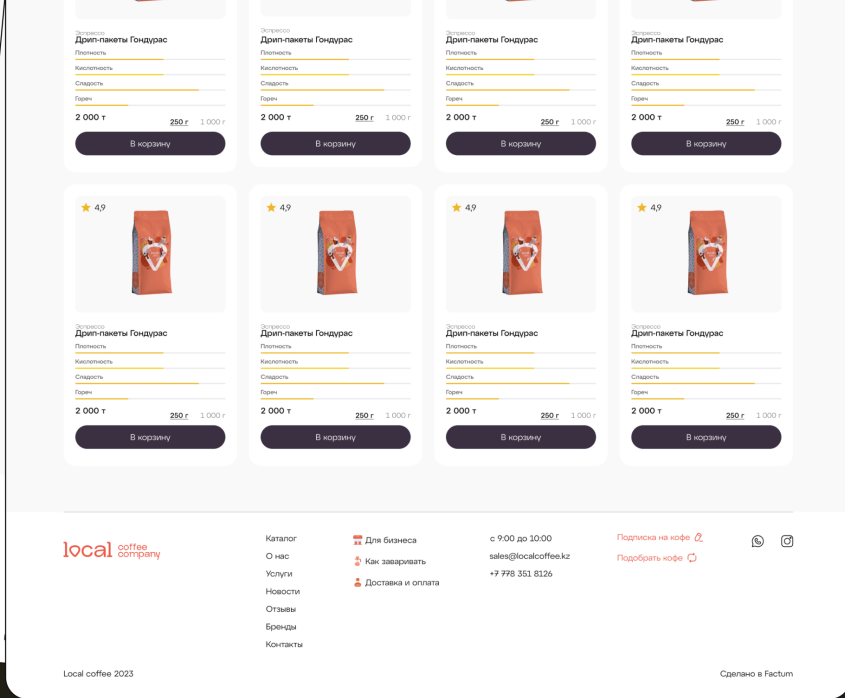 Эспрессо Эспрессо Эспрессо Эспрессо
Дрип-пакеты Гондурас Дрип-пакеты Гондурас Дрип-пакеты Гондурас Дрип-пакеты Гондурас
Плотность Плотность Плотность Плотность
Кислотность Кислотность Кислотность Кислотность
Сладость Сладость Сладость Сладость
Гореч Гореч Гореч Гореч
2 000 т 250 г 1 000 г 2 000 т 250 г 1 000 г 2 000 т 250 г 1 000 г 2 000 т 250 г 1 000 г
В корзину В корзину В корзину В корзину
4,9 4,9 4,9 4,9
Эспрессо Эспрессо Эспрессо Эспрессо
Дрип-пакеты Гондурас Дрип-пакеты Гондурас Дрип-пакеты Гондурас Дрип-пакеты Гондурас
Плотность Плотность Плотность Плотность
Кислотность Кислотность Кислотность Кислотность
Сладость Сладость Сладость Сладость
Гореч Гореч Гореч Гореч
2 000 т 250 г 1 000 г 2 000 т 250 г 1 000 г 2 000 т 250 г 1 000 г 2 000 т 250 г 1 000 г
В корзину В корзину В корзину В корзину
local coffee company
Каталог
О нас
Услуги
Новости
Отзывы
Бренды
Контакты
Для бизнеса
Как заваривать
Доставка и оплата
с 9:00 до 10:00
sales@localcoffee.kz
+7 778 351 8126
Подписка на кофе
Подобрать кофе
Local coffee 2023
Сделано в Factum